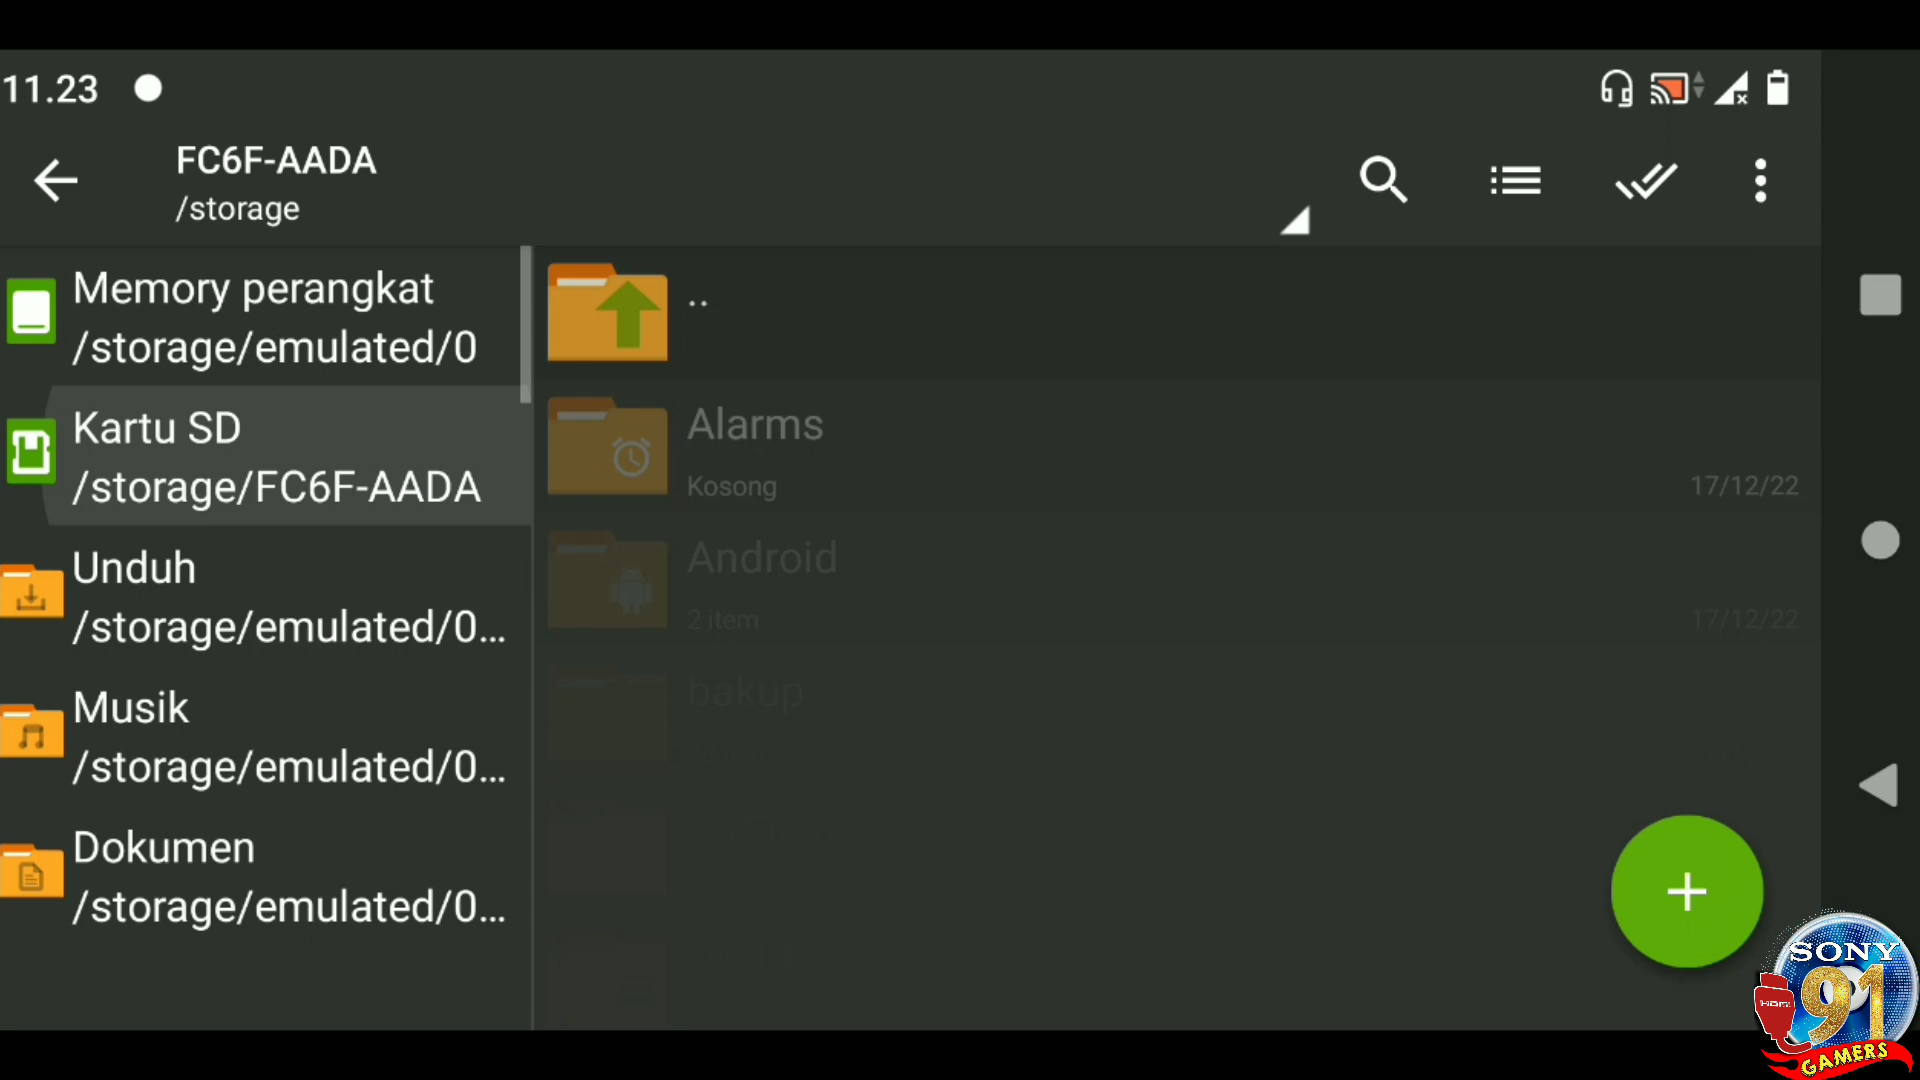 11.23
FC6F-AADA
/storage
Memory perangkat
/storage/emulated/0
Kartu SD
/storage/FC6F-AADA
Unduh
/storage/emulated/0...
Musik
/storage/emulated/0...
Dokumen
/storage/emulated/0...
..
Alarms
Kosong
17/12/22
Android
2 item
17/12/22
bakup
SONY
HDMI
91
GAMERS